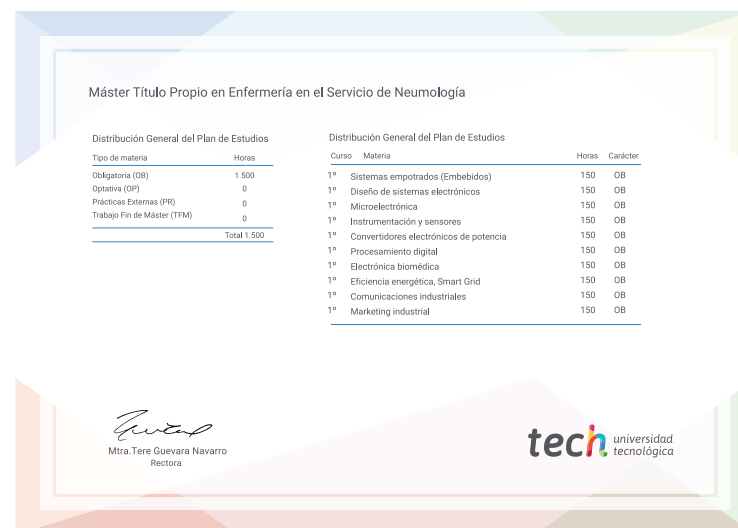 Máster Título Propio en Enfermería en el Servicio de Neumología
Distribución General del Plan de Estudios
Tipo de materia Horas
Obligatoria (OB) 1.500
Optativa (OP) 0
Prácticas Externas (PR) 0
Trabajo Fin de Máster (TFM) 0
Total 1.500
Distribución General del Plan de Estudios
Curso Materia Horas Carácter
1º Sistemas empotrados (Embebidos) 150 OB
1º Diseño de sistemas electrónicos 150 OB
1º Microelectrónica 150 OB
1º Instrumentación y sensores 150 OB
1º Convertidores electrónicos de potencia 150 OB
1º Procesamiento digital 150 OB
1º Electrónica biomédica 150 OB
1º Eficiencia energética, Smart Grid 150 OB
1º Comunicaciones industriales 150 OB
1º Marketing industrial 150 OB
Mtra.Tere Guevara Navarro
Rectora
tech universidad
tecnológica